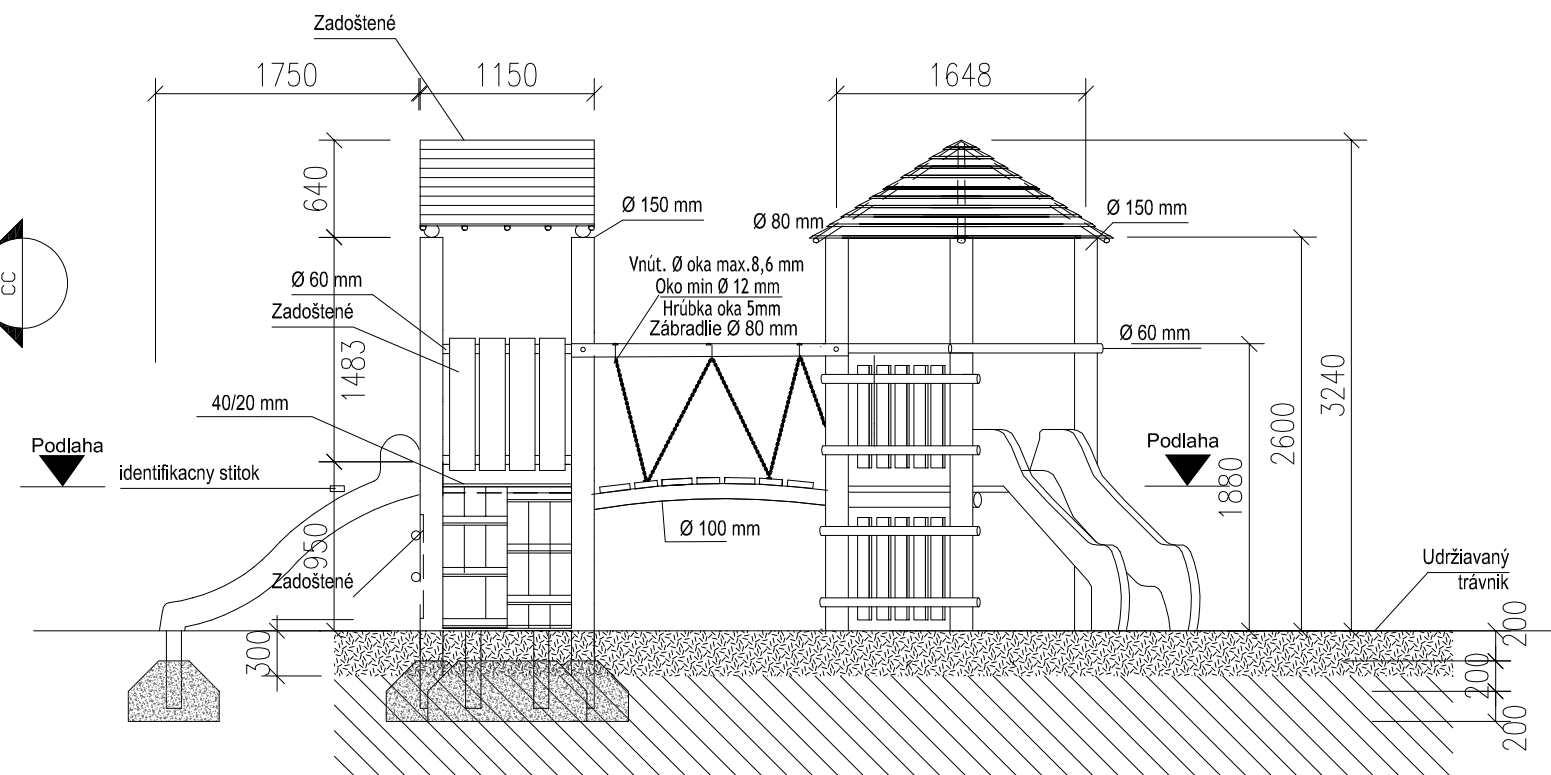 Zadoštené
1750
1150
1648
640
Ø 150 mm
Ø 80 mm
Ø 150 mm
Vnút. Ø oka max.8,6 mm
Oko min Ø 12 mm
Hrúbka oka 5mm
Zábradlie Ø 80 mm
CC
Ø 60 mm
Zadoštené
Ø 60 mm
1483
3240
2600
40/20 mm
Podlaha
identifikacny stitok
Podlaha
1880
Ø 100 mm
950
Zadoštené
Udržiavaný
trávnik
300
200
200
200